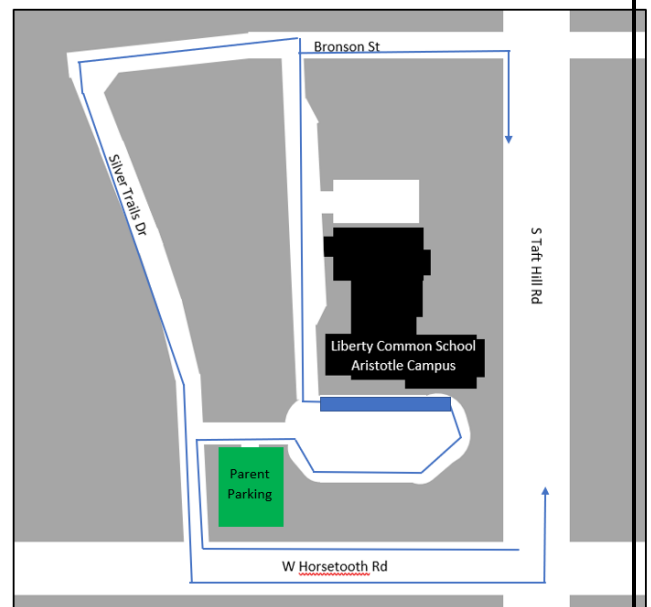 Bronson St
Silver Trails Dr
S Taft Hill Rd
Liberty Common School
Aristotle Campus
Parent
Parking
W Horsetooth Rd